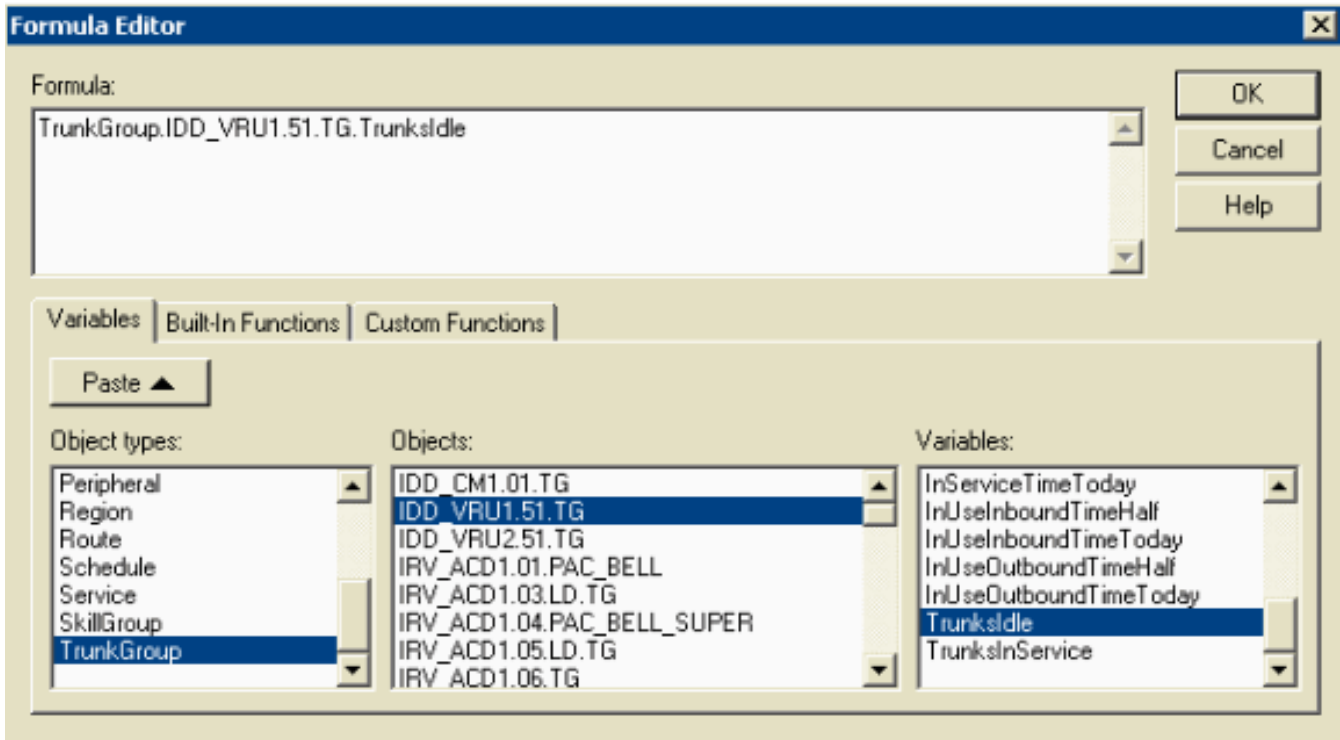 Formula Editor
Formula:
OK
TrunkGroup.IDD_VRU1.51.TG.TrunksIdle
Cancel
Help
Variables Built-In Functions Custom Functions
Paste
Object types: Objects: Variables:
Peripheral IDD_CM1.01.TG InServiceTimeToday
Region IDD_VRU1.51.TG InUseInboundTimeHalf
Route IDD_VRU2.51.TG InUseInboundTimeToday
Schedule IRV_ACD1.01.PAC_BELL InUseOutboundTimeHalf
Service IRV_ACD1.03.LD.TG InUseOutboundTimeToday
SkillGroup IRV_ACD1.04.PAC_BELL_SUPER TrunksIdle
TrunkGroup IRV_ACD1.05.LD.TG TrunksInService
IRV_ACD1.06.TG